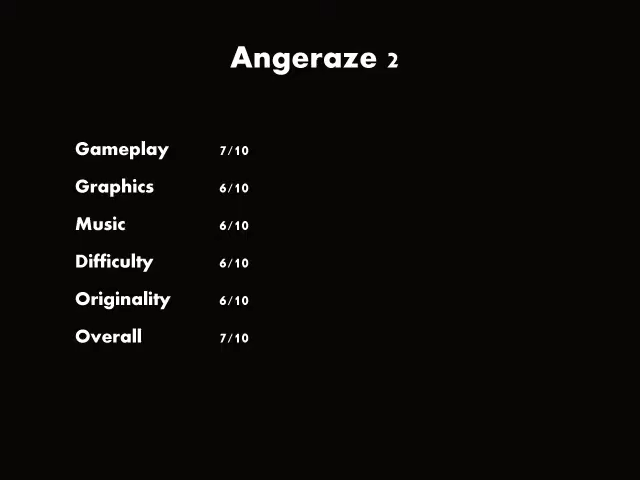 Angeraze 2
Gameplay 7/10
Graphics 6/10
Music 6/10
Difficulty 6/10
Originality 6/10
Overall 7/10